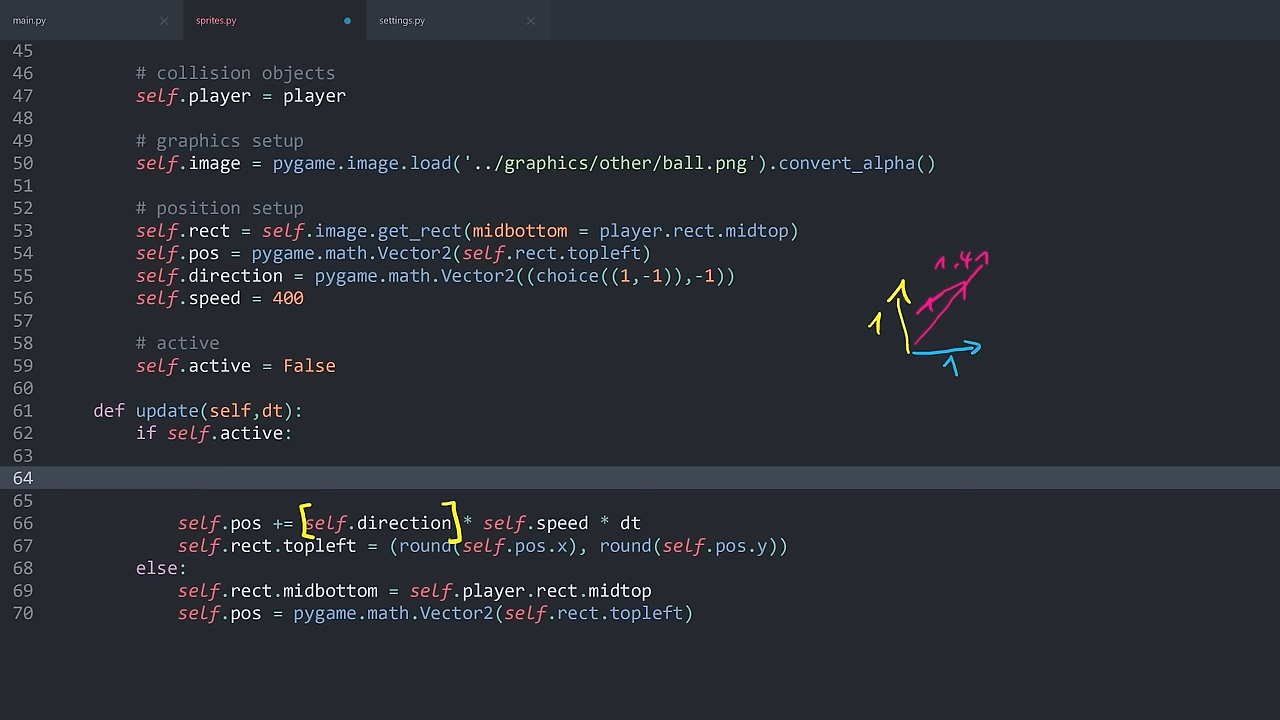 main.py
sprites.py
settings.py
45
46 # collision objects
47 self.player = player
48
49 # graphics setup
50 self.image = pygame.image.load('../graphics/other/ball.png').convert_alpha()
51
52 # position setup
53 self.rect = self.image.get_rect(midbottom = player.rect.midtop)
54 self.pos = pygame.math.Vector2(self.rect.topleft)
55 self.direction = pygame.math.Vector2((choice((1,-1)),-1))
56 self.speed = 400
57
58 # active
59 self.active = False
60
61 def update(self,dt):
62 if self.active:
63
64
65
66 self.pos += self.direction * self.speed * dt
67 self.rect.topleft = (round(self.pos.x), round(self.pos.y))
68 else:
69 self.rect.midbottom = self.player.rect.midtop
70 self.pos = pygame.math.Vector2(self.rect.topleft)
1.41
1
1